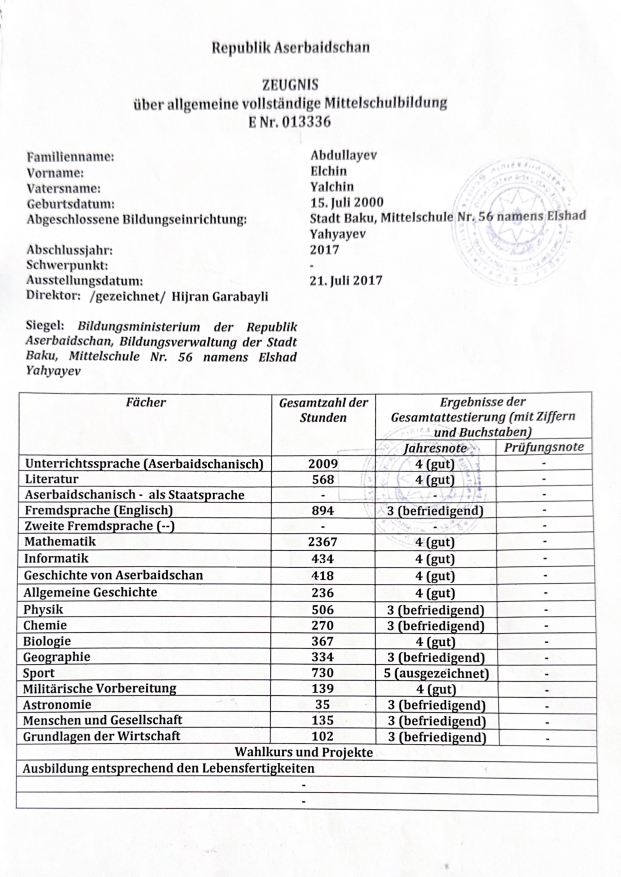 Republik Aserbaidschan
ZEUGNIS
über allgemeine vollständige Mittelschulbildung
E Nr. 013336
Familienname: Abdullayev
Vorname: Elchin
Vatersname: Yalchin
Geburtsdatum: 15. Juli 2000
Abgeschlossene Bildungseinrichtung: Stadt Baku, Mittelschule Nr. 56 namens Elshad
Yahyayev
Abschlussjahr: 2017
Schwerpunkt: -
Ausstellungsdatum: 21. Juli 2017
Direktor: /gezeichnet/ Hijran Garabayli
Siegel: Bildungsministerium der Republik
Aserbaidschan, Bildungsverwaltung der Stadt
Baku, Mittelschule Nr. 56 namens Elshad
Yahyayev
Fächer Gesamtzahl der Stunden Ergebnisse der Gesamtattestierung (mit Ziffern und Buchstaben)
Jahresnote Prüfungsnote
Unterrichtssprache (Aserbaidschanisch) 2009 4 (gut) -
Literatur 568 4 (gut) -
Aserbaidschanisch - als Staatsprache - - -
Fremdsprache (Englisch) 894 3 (befriedigend) -
Zweite Fremdsprache (--) - - -
Mathematik 2367 4 (gut) -
Informatik 434 4 (gut) -
Geschichte von Aserbaidschan 418 4 (gut) -
Allgemeine Geschichte 236 4 (gut) -
Physik 506 3 (befriedigend) -
Chemie 270 3 (befriedigend) -
Biologie 367 4 (gut) -
Geographie 334 3 (befriedigend) -
Sport 730 5 (ausgezeichnet) -
Militärische Vorbereitung 139 4 (gut) -
Astronomie 35 3 (befriedigend) -
Menschen und Gesellschaft 135 3 (befriedigend) -
Grundlagen der Wirtschaft 102 3 (befriedigend) -
Wahlkurs und Projekte
Ausbildung entsprechend den Lebensfertigkeiten
-
-